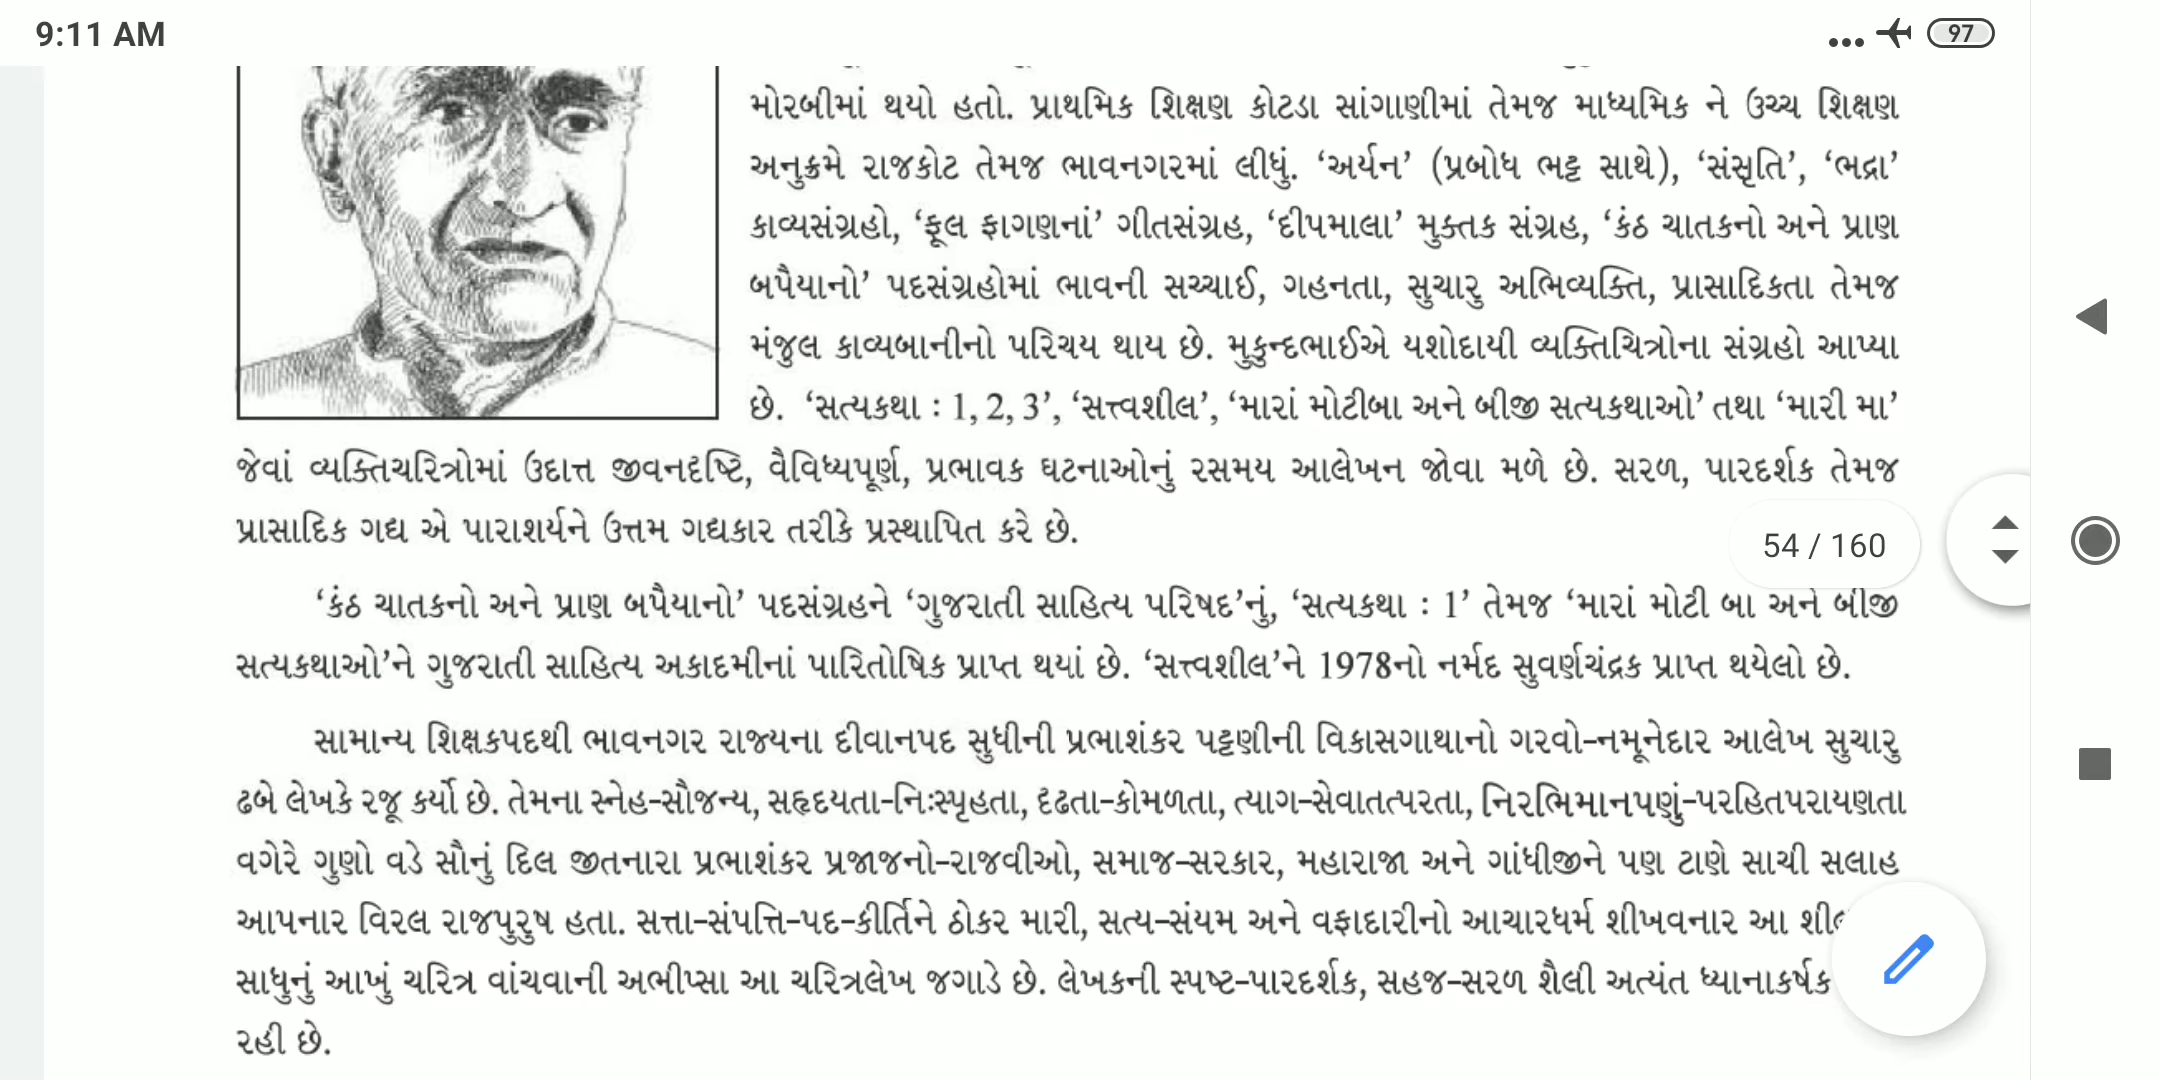 9:11 AM
97
મોરબીમાં થયો હતો. પ્રાથમિક શિક્ષણ કોટડા સાંગાણીમાં તેમજ માધ્યમિક ને ઉચ્ચ શિક્ષણ
અનુક્રમે રાજકોટ તેમજ ભાવનગરમાં લીધું. ‘અર્યન’ (પ્રબોધ ભટ્ટ સાથે), ‘સંસૃતિ’, ‘ભદ્રા’
કાવ્યસંગ્રહો, ‘ફૂલ ફાગણનાં’ ગીતસંગ્રહ, ‘દીપમાલા’ મુક્તક સંગ્રહ, ‘કંઠ ચાતકનો અને પ્રાણ
બપૈયાનો’ પદસંગ્રહોમાં ભાવની સચ્ચાઈ, ગહનતા, સુચારુ અભિવ્યક્તિ, પ્રાસાદિકતા તેમજ
મંજુલ કાવ્યબાનીનો પરિચય થાય છે. મુકુન્દભાઈએ યશોદાયી વ્યક્તિચિત્રોના સંગ્રહો આપ્યા
છે. ‘સત્યકથા : 1, 2, 3’, ‘સત્ત્વશીલ’, ‘મારાં મોટીબા અને બીજી સત્યકથાઓ’ તથા ‘મારી મા’
જેવાં વ્યક્તિચરિત્રોમાં ઉદાત્ત જીવનદૃષ્ટિ, વૈવિધ્યપૂર્ણ, પ્રભાવક ઘટનાઓનું રસમય આલેખન જોવા મળે છે. સરળ, પારદર્શક તેમજ
પ્રાસાદિક ગદ્ય એ પારાશર્યને ઉત્તમ ગદ્યકાર તરીકે પ્રસ્થાપિત કરે છે.
54 / 160
‘કંઠ ચાતકનો અને પ્રાણ બપૈયાનો’ પદસંગ્રહને ‘ગુજરાતી સાહિત્ય પરિષદ’નું, ‘સત્યકથા : 1’ તેમજ ‘મારાં મોટી બા અને બીજી
સત્યકથાઓ’ને ગુજરાતી સાહિત્ય અકાદમીનાં પારિતોષિક પ્રાપ્ત થયાં છે. ‘સત્ત્વશીલ’ને 1978નો નર્મદ સુવર્ણચંદ્રક પ્રાપ્ત થયેલો છે.
સામાન્ય શિક્ષકપદથી ભાવનગર રાજ્યના દીવાનપદ સુધીની પ્રભાશંકર પટ્ટણીની વિકાસગાથાનો ગરવો-નમૂનેદાર આલેખ સુચારુ
ઢબે લેખકે રજૂ કર્યો છે. તેમના સ્નેહ-સૌજન્ય, સહૃદયતા-નિઃસ્પૃહતા, દૃઢતા-કોમળતા, ત્યાગ-સેવાતત્પરતા, નિરભિમાનપણું-પરહિતપરાયણતા
વગેરે ગુણો વડે સૌનું દિલ જીતનારા પ્રભાશંકર પ્રજાજનો-રાજવીઓ, સમાજ-સરકાર, મહારાજા અને ગાંધીજીને પણ ટાણે સાચી સલાહ
આપનાર વિરલ રાજપુરુષ હતા. સત્તા-સંપત્તિ-પદ-કીર્તિને ઠોકર મારી, સત્ય-સંયમ અને વફાદારીનો આચારધર્મ શીખવનાર આ
સાધુનું આખું ચરિત્ર વાંચવાની અભીપ્સા આ ચરિત્રલેખ જગાડે છે. લેખકની સ્પષ્ટ-પારદર્શક, સહજ-સરળ શૈલી અત્યંત ધ્યાનાકર્ષક
રહી છે.